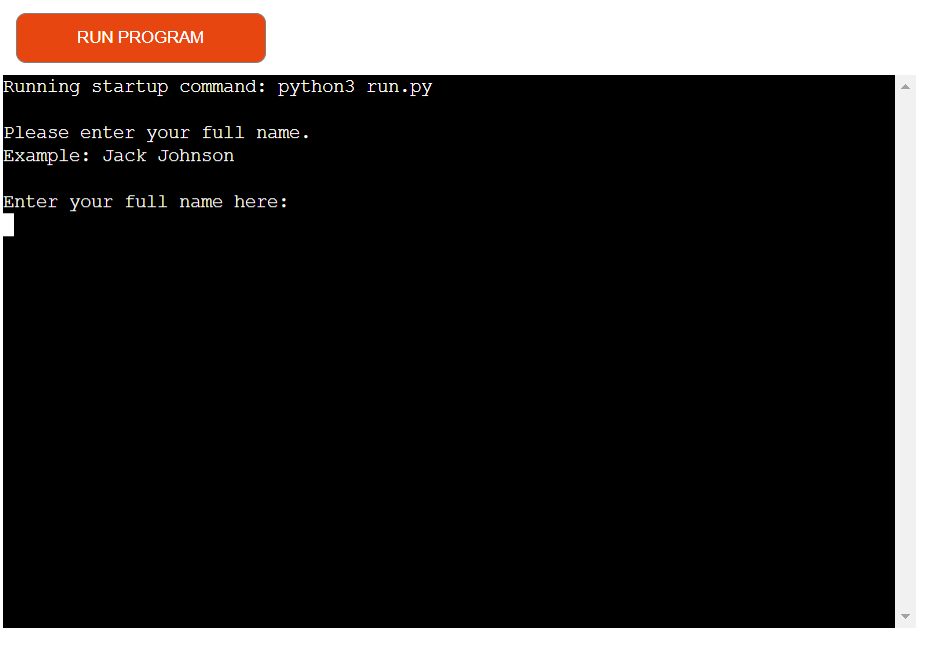 RUN PROGRAM
Running startup command: python3 run.py
Please enter your full name.
Example: Jack Johnson
Enter your full name here: